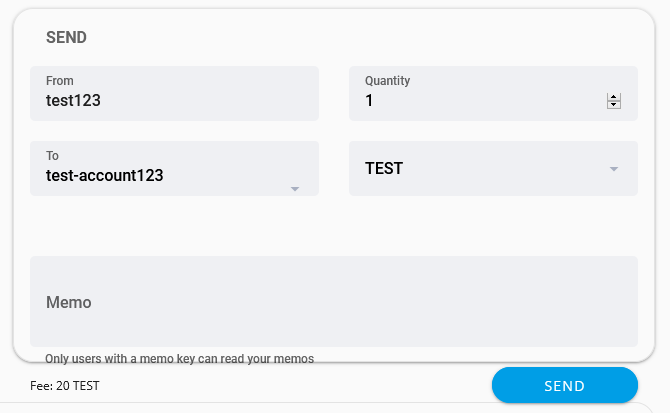 SEND
From
test123
Quantity
1
To
test-account123
TEST
Memo
Only users with a memo key can read your memos
Fee: 20 TEST
SEND